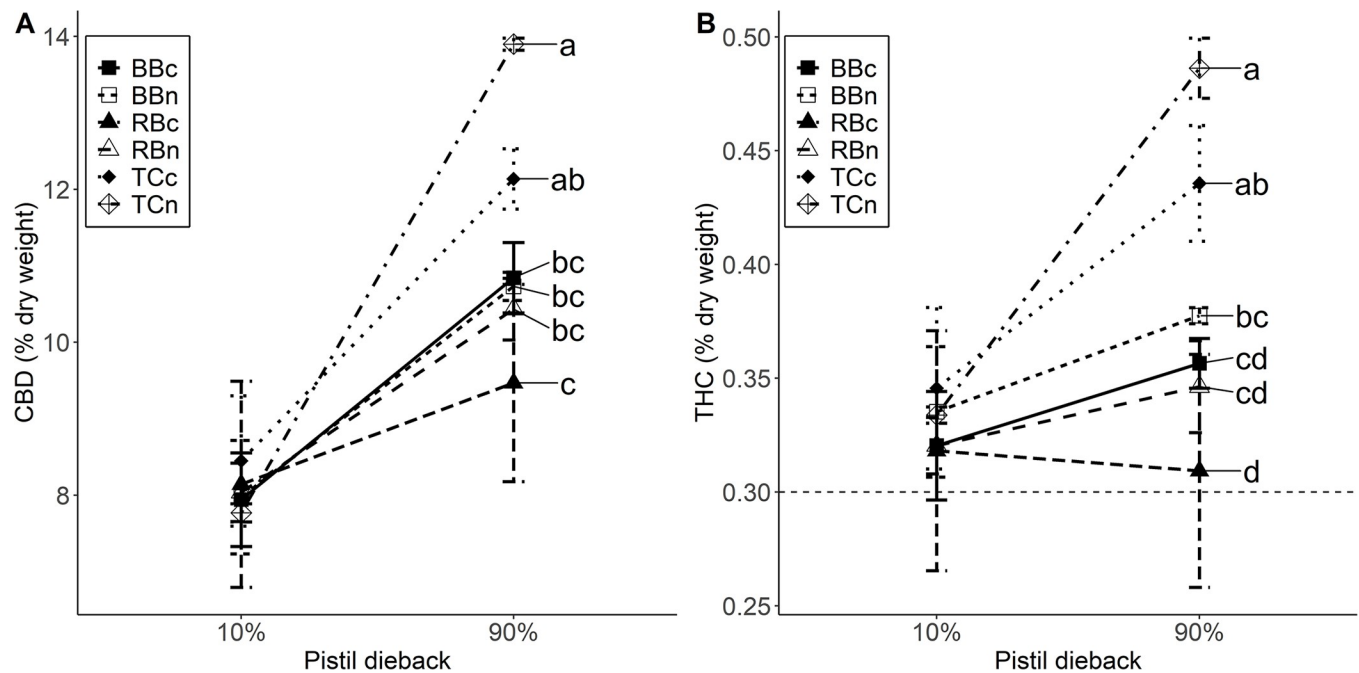 A
CBD (% dry weight)
14
12
10
8
BBc
BBn
RBc
RBn
TCc
TCn
a
ab
bc
bc
bc
c
10%
90%
Pistil dieback
B
THC (% dry weight)
0.50
0.45
0.40
0.35
0.30
0.25
BBc
BBn
RBc
RBn
TCc
TCn
a
ab
bc
cd
cd
d
10%
90%
Pistil dieback